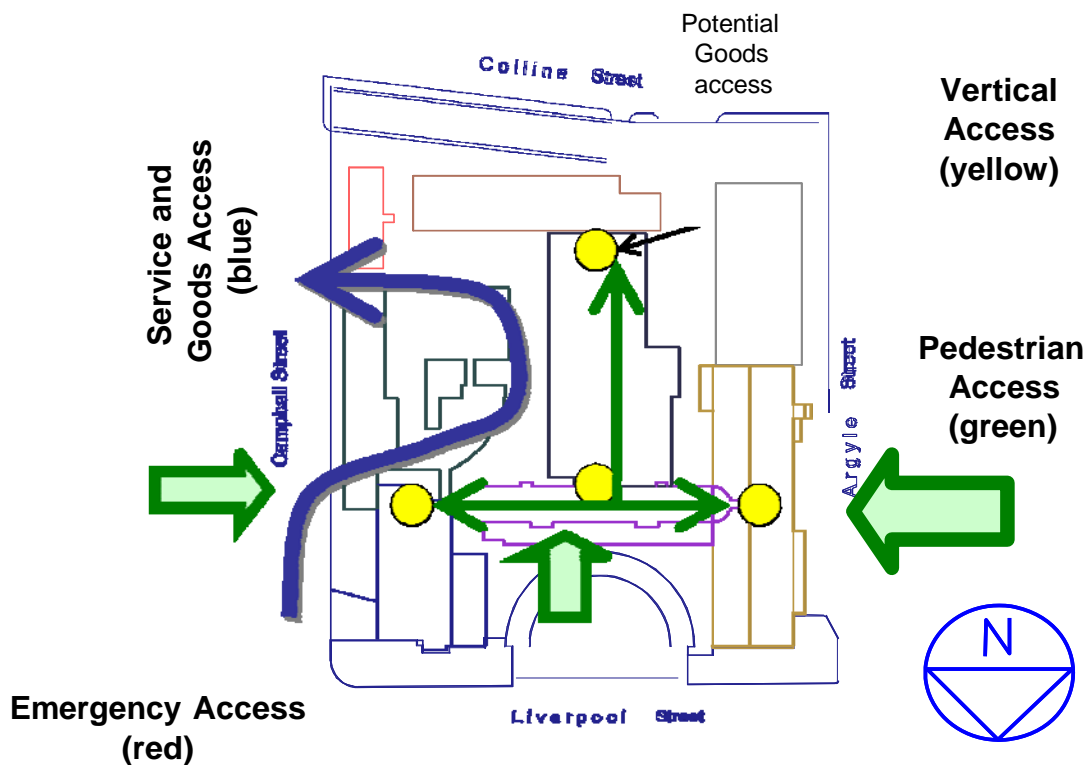 Potential
Goods
access
Colline Street
Vertical
Access
(yellow)
Service and
Goods Access
(blue)
Campbell Street
Argyle Street
Pedestrian
Access
(green)
N
Emergency Access
(red)
Liverpool Street